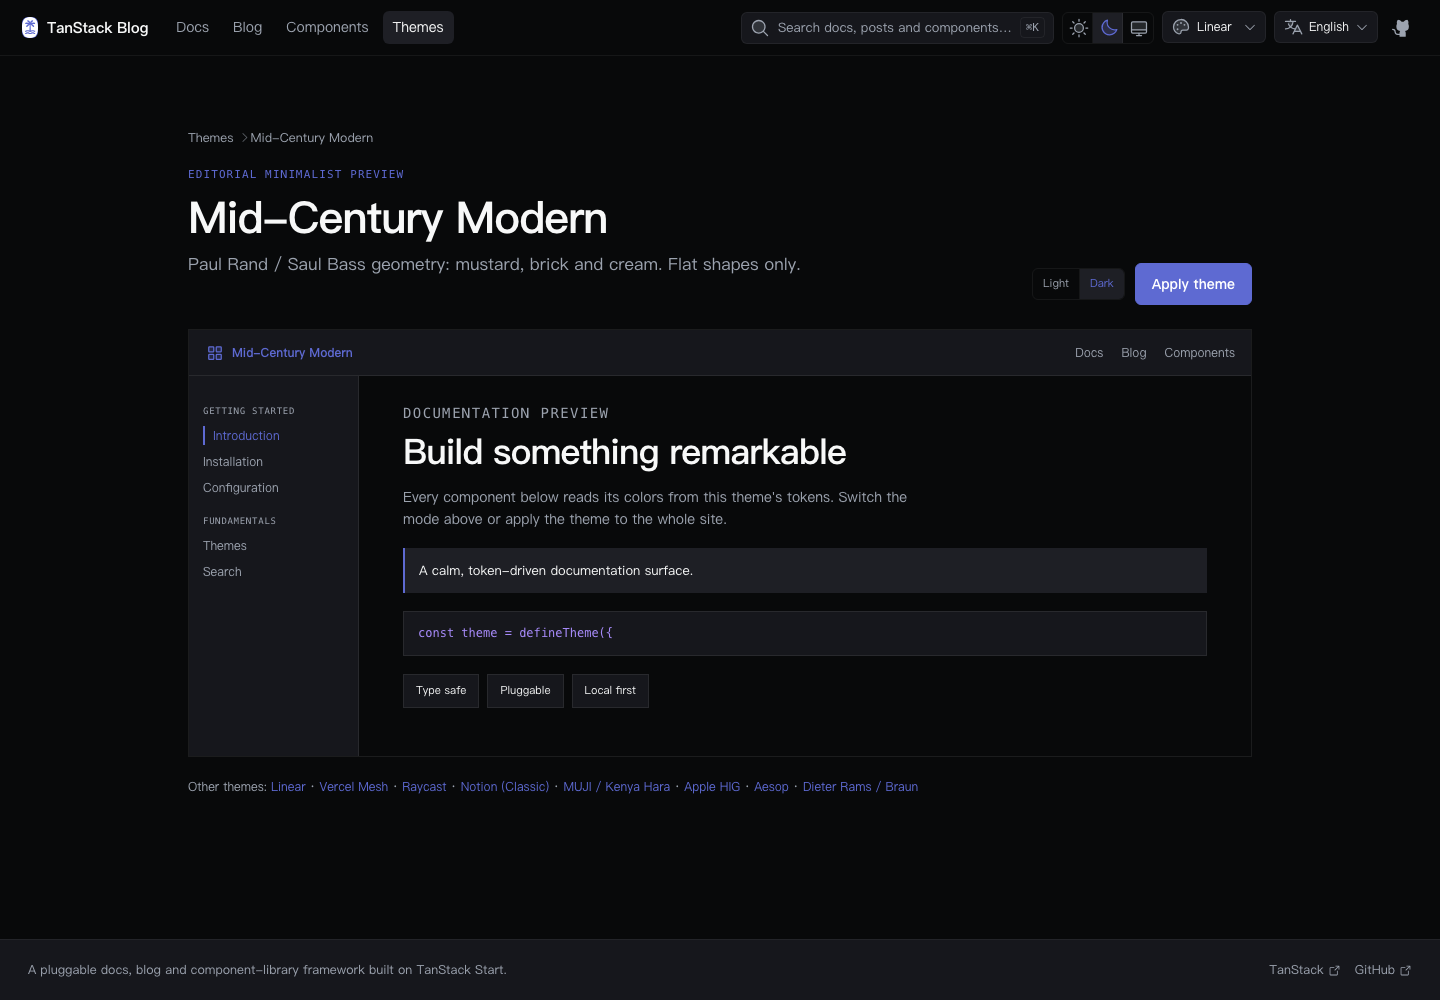 TanStack Blog Docs Blog Components Themes Search docs, posts and components... ⌘K Linear English
Themes > Mid-Century Modern
EDITORIAL MINIMALIST PREVIEW
Mid-Century Modern
Paul Rand / Saul Bass geometry: mustard, brick and cream. Flat shapes only.
Light Dark Apply theme
Mid-Century Modern Docs Blog Components
GETTING STARTED
Introduction
Installation
Configuration
FUNDAMENTALS
Themes
Search
DOCUMENTATION PREVIEW
Build something remarkable
Every component below reads its colors from this theme's tokens. Switch the
mode above or apply the theme to the whole site.
A calm, token-driven documentation surface.
const theme = defineTheme({
Type safe Pluggable Local first
Other themes: Linear · Vercel Mesh · Raycast · Notion (Classic) · MUJI / Kenya Hara · Apple HIG · Aesop · Dieter Rams / Braun
A pluggable docs, blog and component-library framework built on TanStack Start. TanStack GitHub